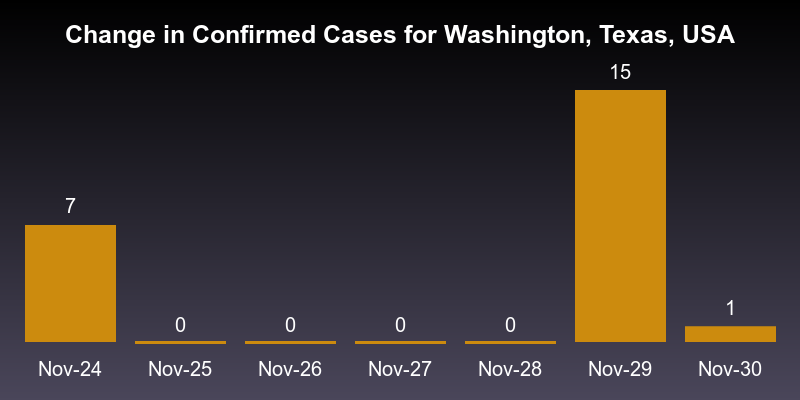 Change in Confirmed Cases for Washington, Texas, USA
15
7
0 0 0 0
1
Nov-24 Nov-25 Nov-26 Nov-27 Nov-28 Nov-29 Nov-30